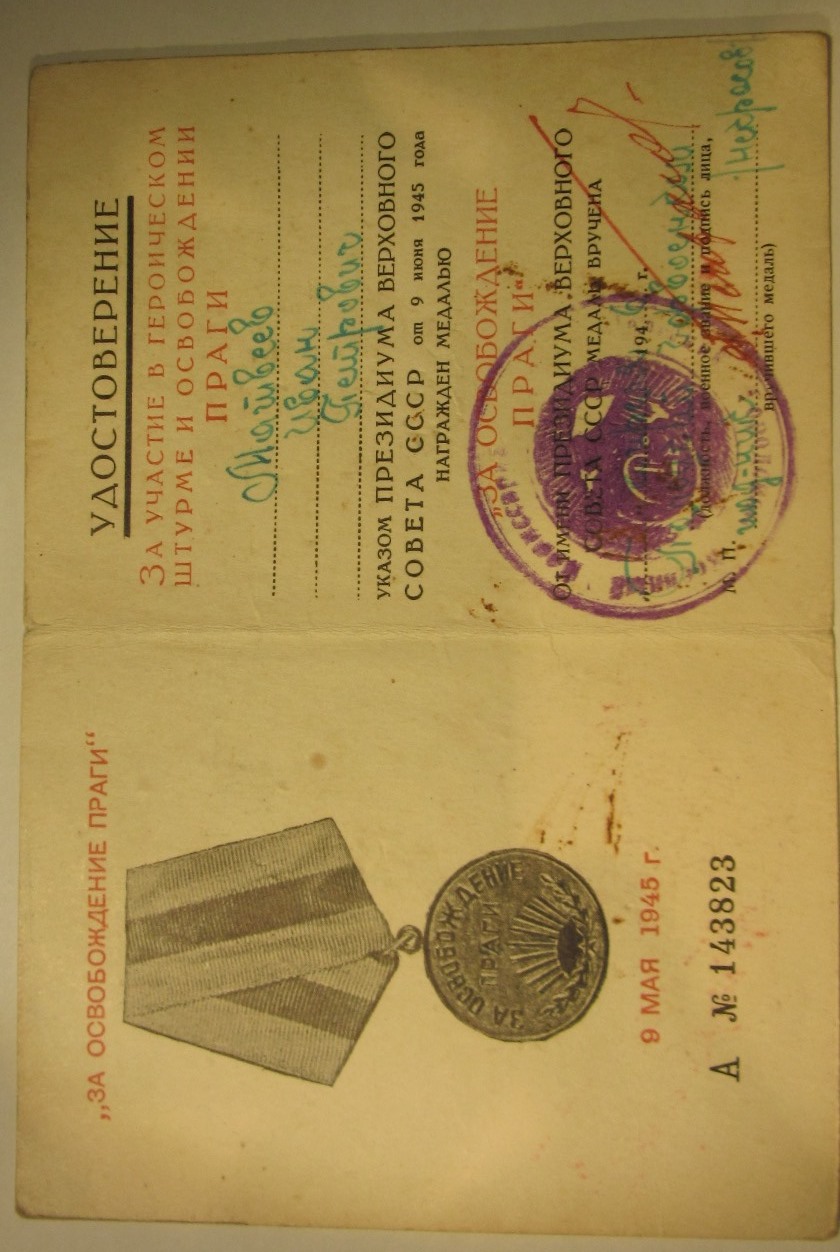 „ЗА ОСВОБОЖДЕНИЕ ПРАГИ“
ЗА ОСВОБОЖДЕНИЕ
ПРАГИ
9 МАЯ 1945 г.
А № 143823
УДОСТОВЕРЕНИЕ
ЗА УЧАСТИЕ В ГЕРОИЧЕСКОМ
ШТУРМЕ И ОСВОБОЖДЕНИИ
ПРАГИ
Матвеев
Иван
Петрович
УКАЗОМ ПРЕЗИДИУМА ВЕРХОВНОГО
СОВЕТА СССР от 9 июня 1945 года
НАГРАЖДЕН МЕДАЛЬЮ
„ЗА ОСВОБОЖДЕНИЕ
ПРАГИ“
ОТ ИМЕНИ ПРЕЗИДИУМА ВЕРХОВНОГО
СОВЕТА СССР МЕДАЛЬ ВРУЧЕНА
194 г.
(должность, военное звание и подпись лица,
М. П.
Некрасов
вручившего медаль)